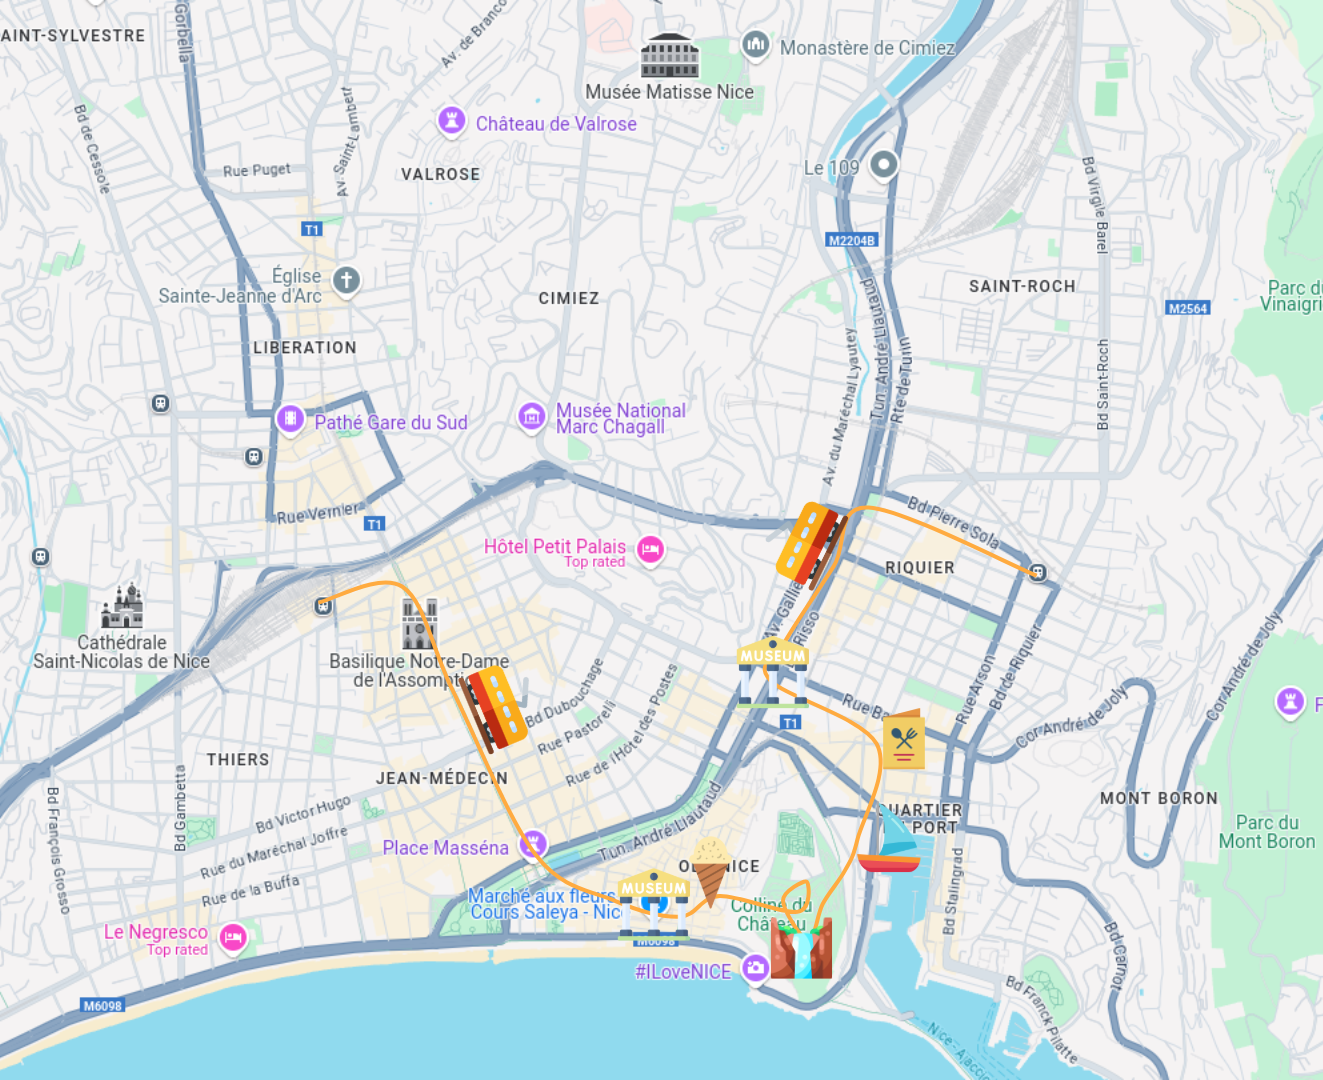 AINT-SYLVESTRE
Gorbella
Av. de Branco
Musée Matisse Nice
Monastère de Cimiez
Château de Valrose
Bd de Cessole
Av. Saint-Lambert
Rue Puget
VALROSE
Le 109
Bd Virgile Barel
T1
M2204B
Église
Sainte-Jeanne d'Arc
CIMIEZ
SAINT-ROCH
M2564
Parc du
Vinaigri
LIBERATION
Av. du Maréchal Lyautey
Tun. André Liautaud
Rte de Turin
Bd Saint-Roch
Pathé Gare du Sud
Musée National
Marc Chagall
Rue Vernier
T1
Bd Pierre Sola
Hôtel Petit Palais
Top rated
RIQUIER
Av. Galli
Risso
Cathédrale
Saint-Nicolas de Nice
Basilique Notre-Dame
de l'Assompti
MUSEUM
Rue Ba
T1
Rue Arson
Bd de Riquier
Cor André de Joly
Cor André de Joly
F
Bd Dubouchage
Rue Pastorelli
Rue de l'Hôtel des Postes
THIERS
JEAN-MÉDECIN
Bd François Grosso
Bd Gambetta
Bd Victor Hugo
Rue du Maréchal Joffre
Rue de la Buffa
Place Masséna
Tun. André Liautaud
QUARTIER
PORT
MONT BORON
Parc du
Mont Boron
Marché aux fleurs
Cours Saleya - Nic
MUSEUM
NICE
Colline du
Château
Bd Stalingrad
Le Negresco
Top rated
M6098
#ILoveNICE
M6098
Bd Carnot
Bd Franck Pilatte
Nice - Ajacc